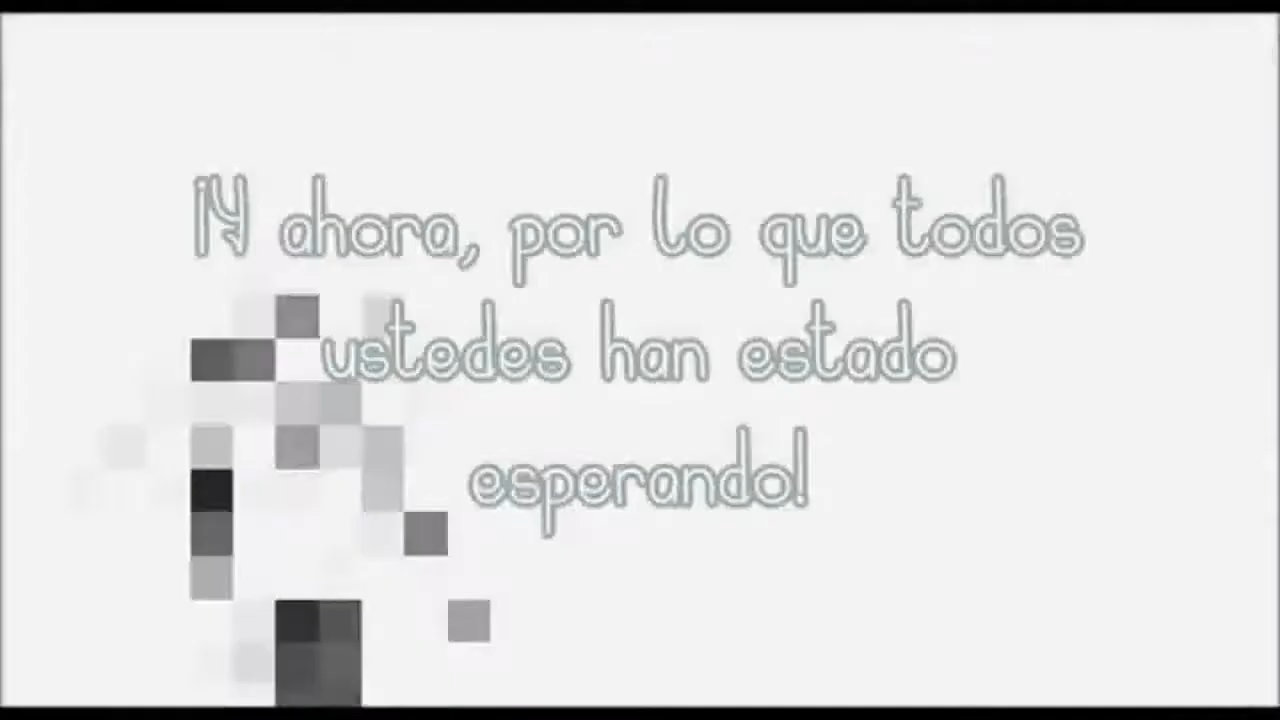 ¡Y ahora, por lo que todos
ustedes han estado
esperando!